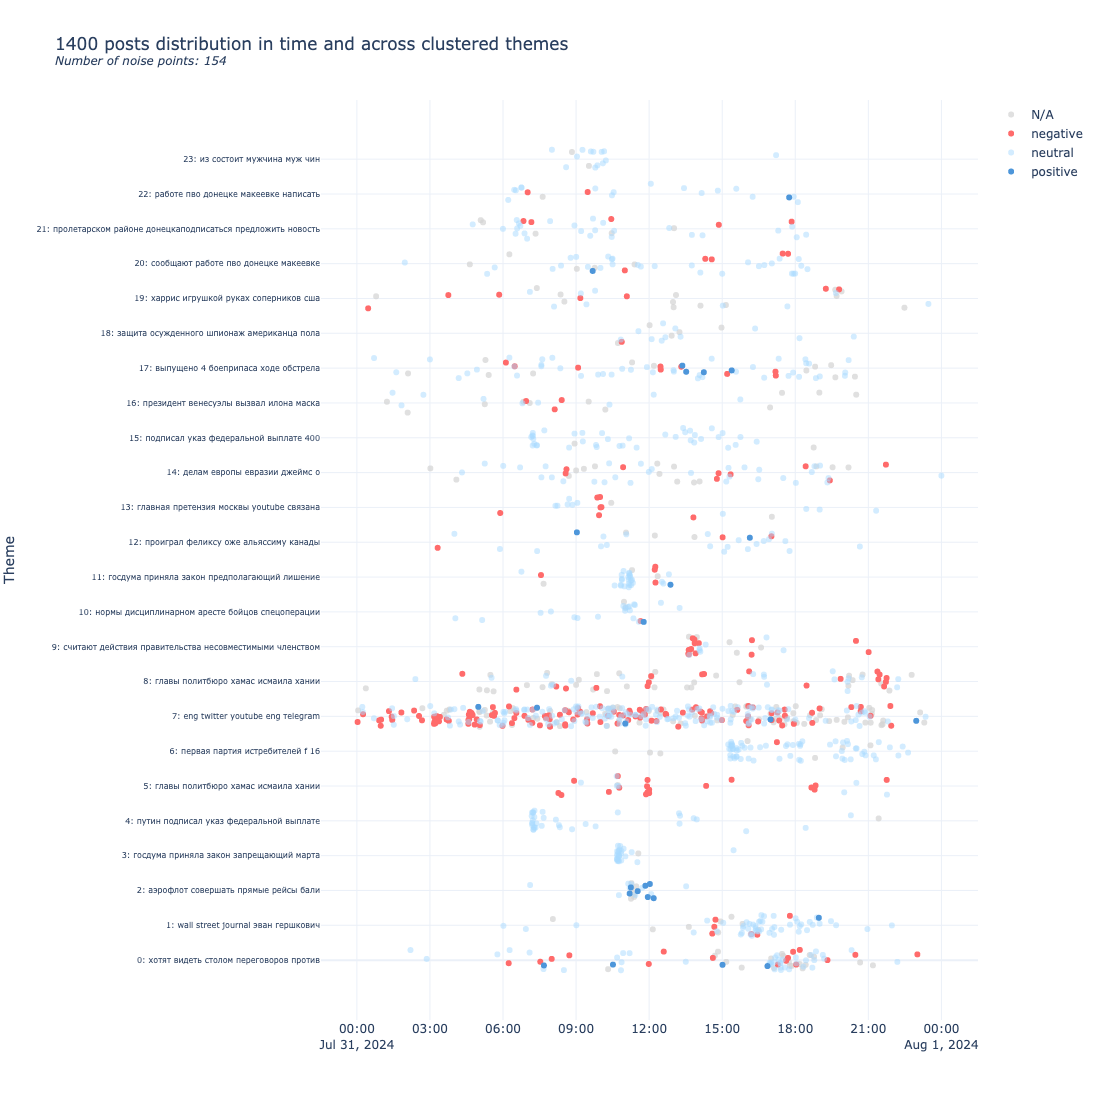 1400 posts distribution in time and across clustered themes
Number of noise points: 154
N/A
negative
neutral
positive
Theme
23: из состоит мужчина муж чин
22: работе пво донецке макеевке написать
21: пролетарском районе донецкаподписаться предложить новость
20: сообщают работе пво донецке макеевке
19: харрис игрушкой руках соперников сша
18: защита осужденного шпионаж американца пола
17: выпущено 4 боеприпаса ходе обстрела
16: президент венесуэлы вызвал илона маска
15: подписал указ федеральной выплате 400
14: делам европы евразии джеймс о
13: главная претензия москвы youtube связана
12: проиграл феликсу оже альяссиму канады
11: госдума приняла закон предполагающий лишение
10: нормы дисциплинарном аресте бойцов спецоперации
9: считают действия правительства несовместимыми членством
8: главы политбюро хамас исмаила хании
7: eng twitter youtube eng telegram
6: первая партия истребителей f 16
5: главы политбюро хамас исмаила хании
4: путин подписал указ федеральной выплате
3: госдума приняла закон запрещающий марта
2: аэрофлот совершать прямые рейсы бали
1: wall street journal эван гершкович
0: хотят видеть столом переговоров против
00:00 03:00 06:00 09:00 12:00 15:00 18:00 21:00 00:00
Jul 31, 2024 Aug 1, 2024